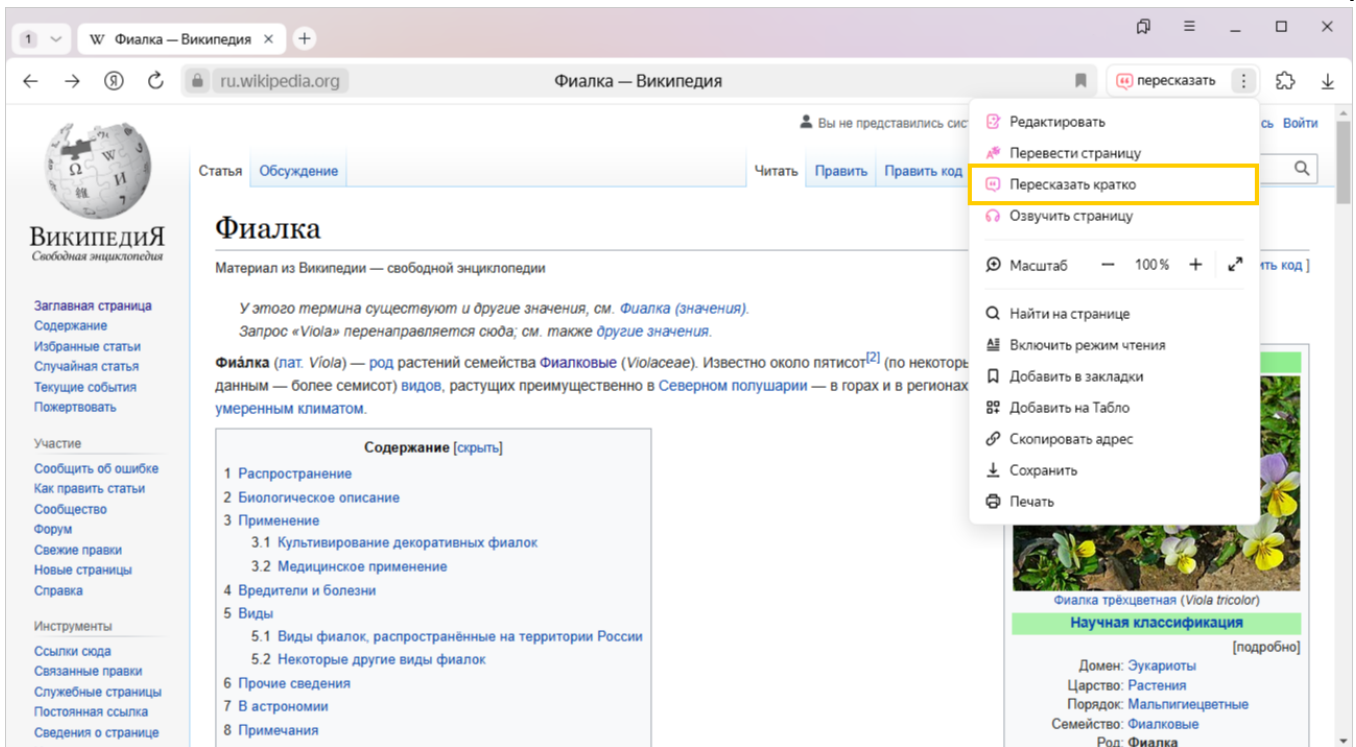 1
W Фиалка — Википедия
ru.wikipedia.org
Фиалка — Википедия
пересказать
Редактировать
Перевести страницу
Пересказать кратко
Озвучить страницу
Масштаб — 100% +
Найти на странице
Включить режим чтения
Добавить в закладки
Добавить на Табло
Скопировать адрес
Сохранить
Печать
ВикипедиЯ
Свободная энциклопедия
Заглавная страница
Содержание
Избранные статьи
Случайная статья
Текущие события
Пожертвовать
Участие
Сообщить об ошибке
Как править статьи
Сообщество
Форум
Свежие правки
Новые страницы
Справка
Инструменты
Ссылки сюда
Связанные правки
Служебные страницы
Постоянная ссылка
Сведения о странице
Вы не представились сис
сь Войти
Статья Обсуждение
Читать Править Править код
Фиалка
ить код ]
Материал из Википедии — свободной энциклопедии
У этого термина существуют и другие значения, см. Фиалка (значения).
Запрос «Viola» перенаправляется сюда; см. также другие значения.
Фиа́лка (лат. Víola) — род растений семейства Фиалковые (Violaceae). Известно около пятисот[2] (по некоторы
данным — более семисот) видов, растущих преимущественно в Северном полушарии — в горах и в регионах
умеренным климатом.
Содержание [скрыть]
1 Распространение
2 Биологическое описание
3 Применение
3.1 Культивирование декоративных фиалок
3.2 Медицинское применение
4 Вредители и болезни
5 Виды
5.1 Виды фиалок, распространённые на территории России
5.2 Некоторые другие виды фиалок
6 Прочие сведения
7 В астрономии
8 Примечания
Фиалка трёхцветная (Viola tricolor)
Научная классификация
[подробно]
Домен: Эукариоты
Царство: Растения
Порядок: Мальпигиецветные
Семейство: Фиалковые
Род: Фиалка